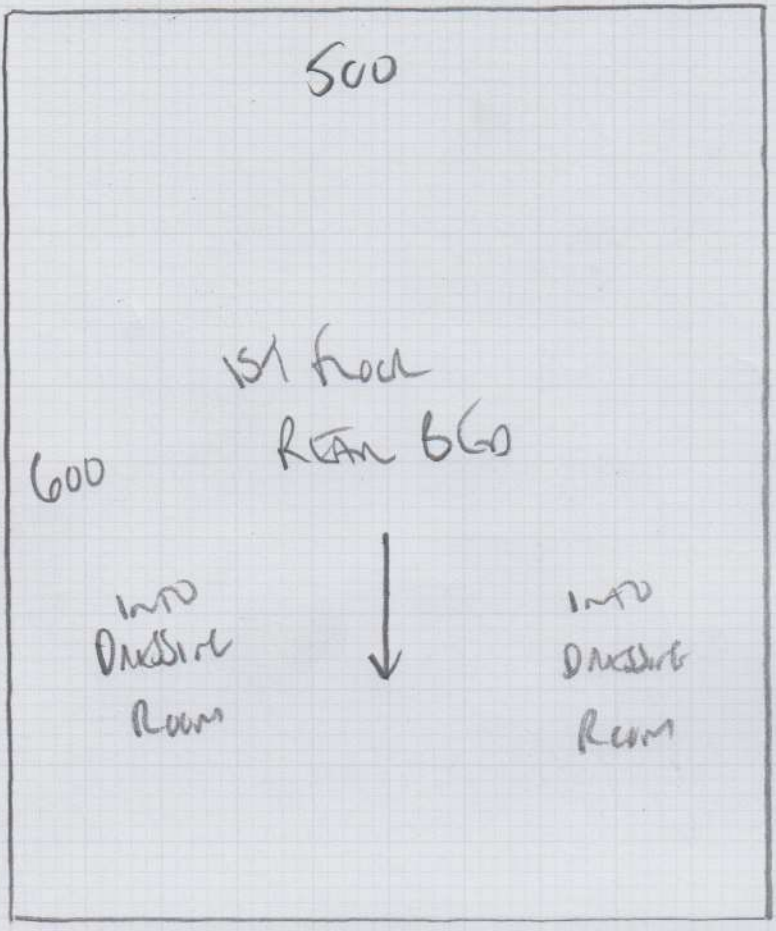 500
1st Floor
REAR BED
600
INTO
DRESSING
ROOM
INTO
DRESSING
ROOM